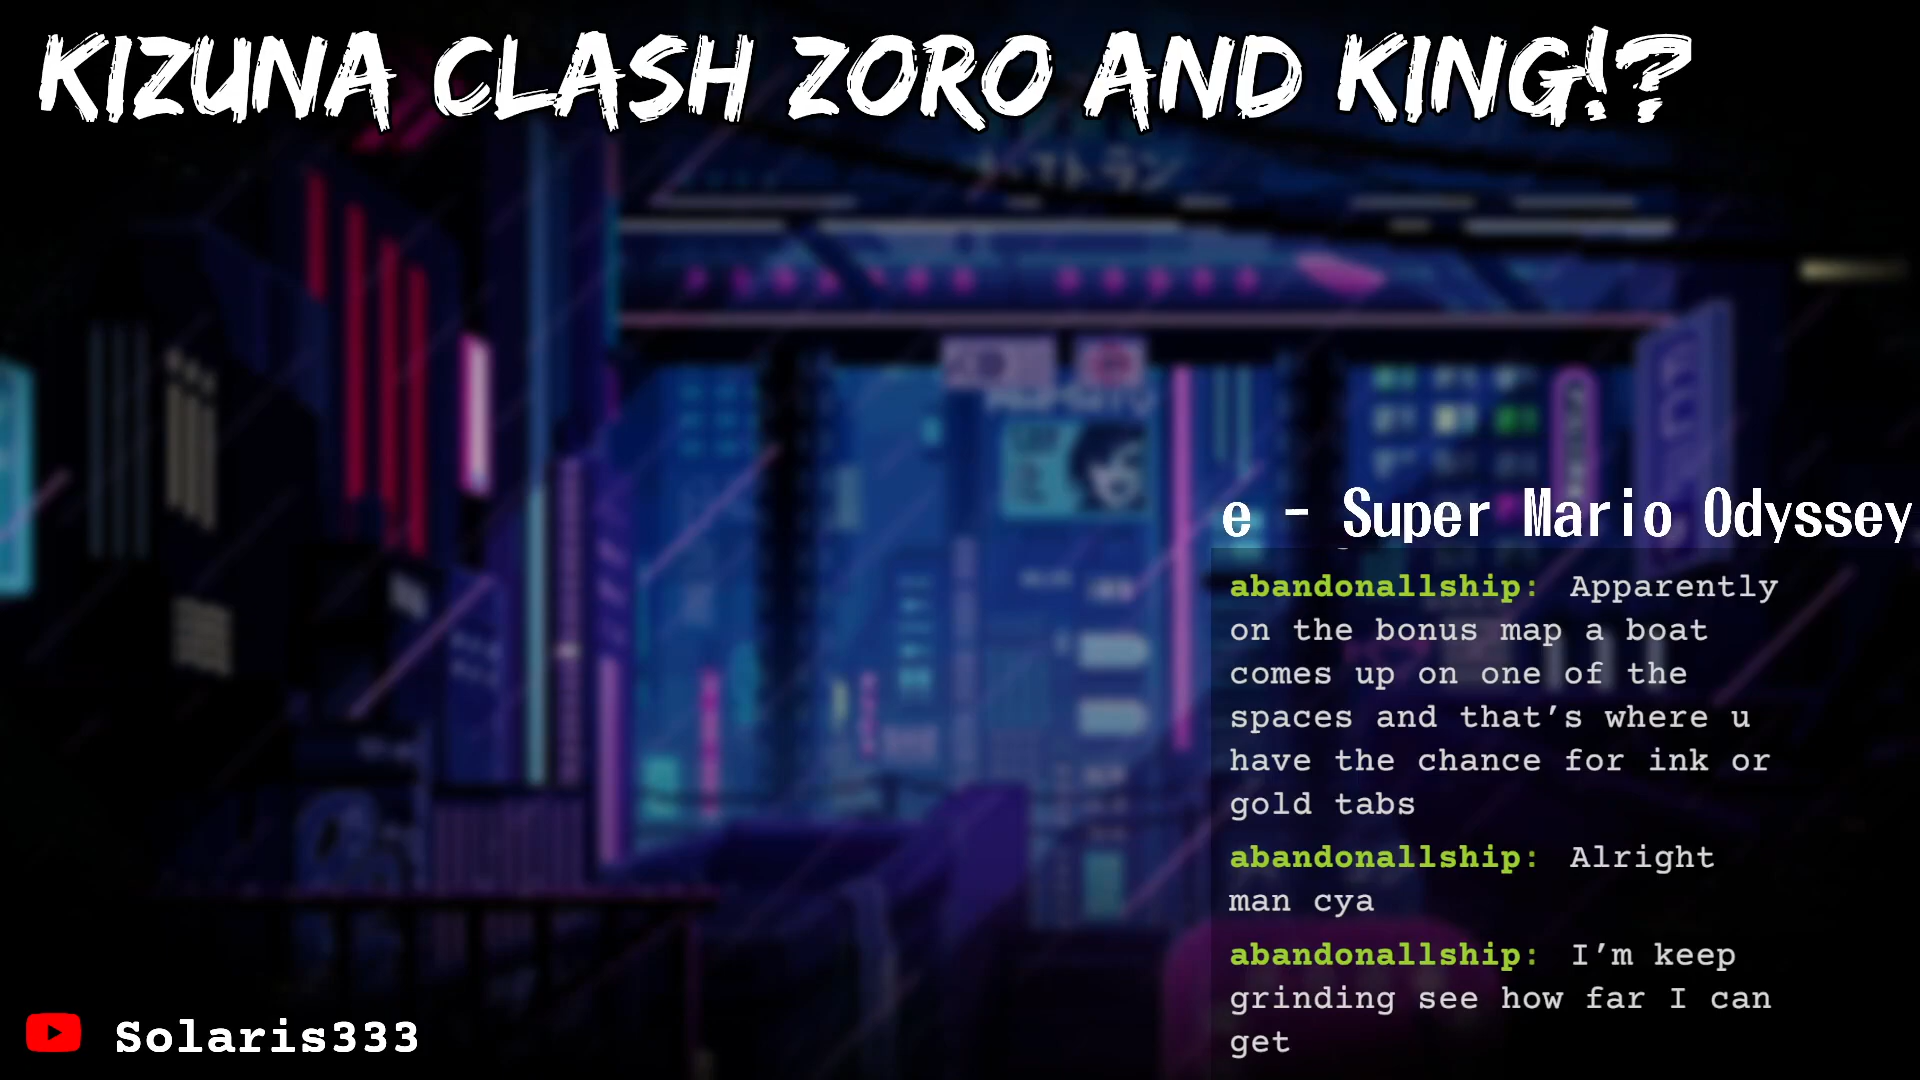 KIZUNA CLASH ZORO AND KING!?
e - Super Mario Odyssey
abandonallship: Apparently
on the bonus map a boat
comes up on one of the
spaces and that's where u
have the chance for ink or
gold tabs
abandonallship: Alright
man cya
abandonallship: I'm keep
grinding see how far I can
get
Solaris333